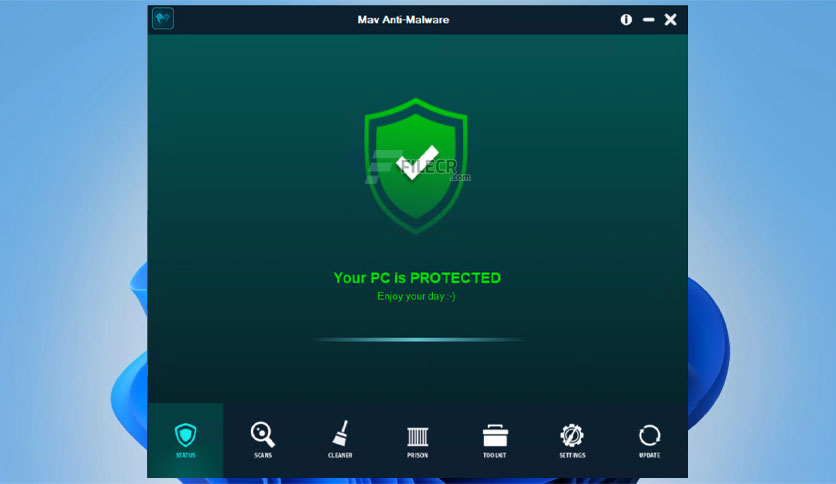 Mav Anti-Malware
FILECR
.com
Your PC is PROTECTED
Enjoy your day :-)
STATUS
SCANS
CLEANER
PRISON
TOOLKIT
SETTINGS
UPDATE